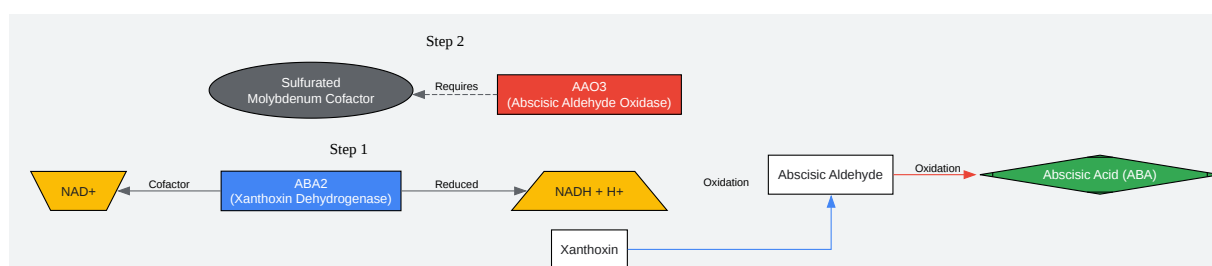 Step 2
Sulfurated
Molybdenum Cofactor
Requires
AAO3
(Abscisic Aldehyde Oxidase)
Step 1
NAD+
Cofactor
ABA2
(Xanthoxin Dehydrogenase)
Reduced
NADH + H+
Oxidation
Abscisic Aldehyde
Oxidation
Abscisic Acid (ABA)
Xanthoxin